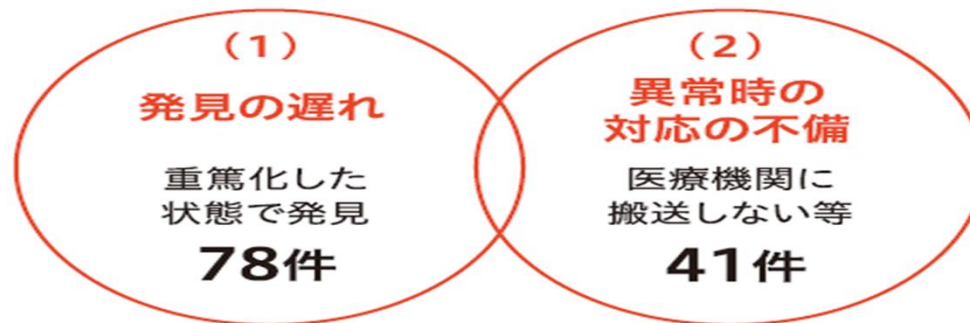 （1）
発見の遅れ
重篤化した
状態で発見
78件
（2）
異常時の
対応の不備
医療機関に
搬送しない等
41件